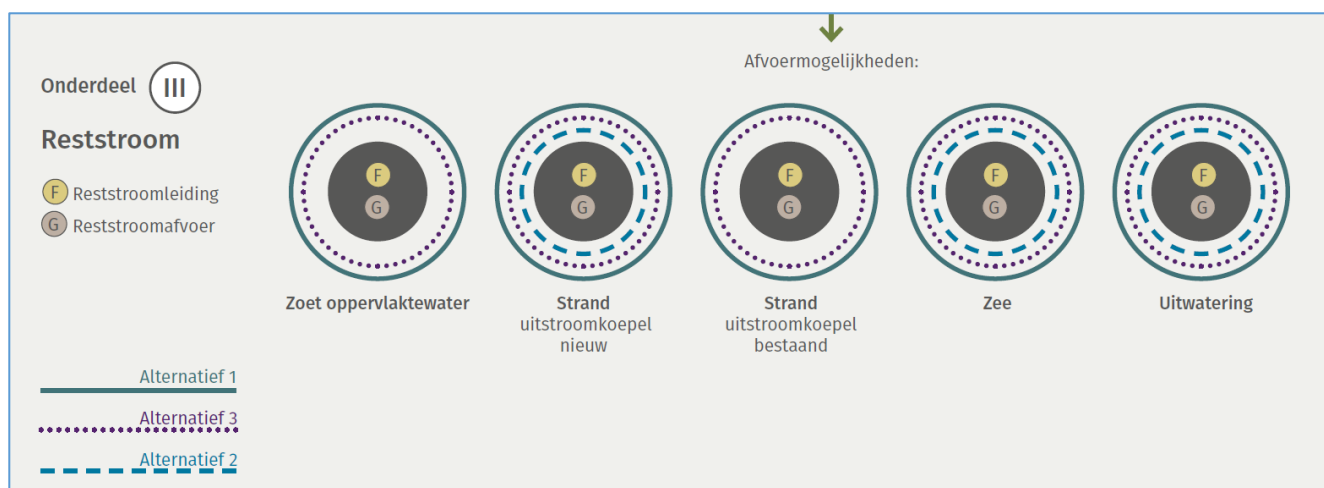 Afvoermogelijkheden:
Onderdeel III
Reststroom
F Reststroomleiding
G Reststroomafvoer
F
G
Zoet oppervlaktewater
F
G
Strand
uitstroomkoepel
nieuw
F
G
Strand
uitstroomkoepel
bestaand
F
G
Zee
F
G
Uitwatering
Alternatief 1
Alternatief 3
Alternatief 2